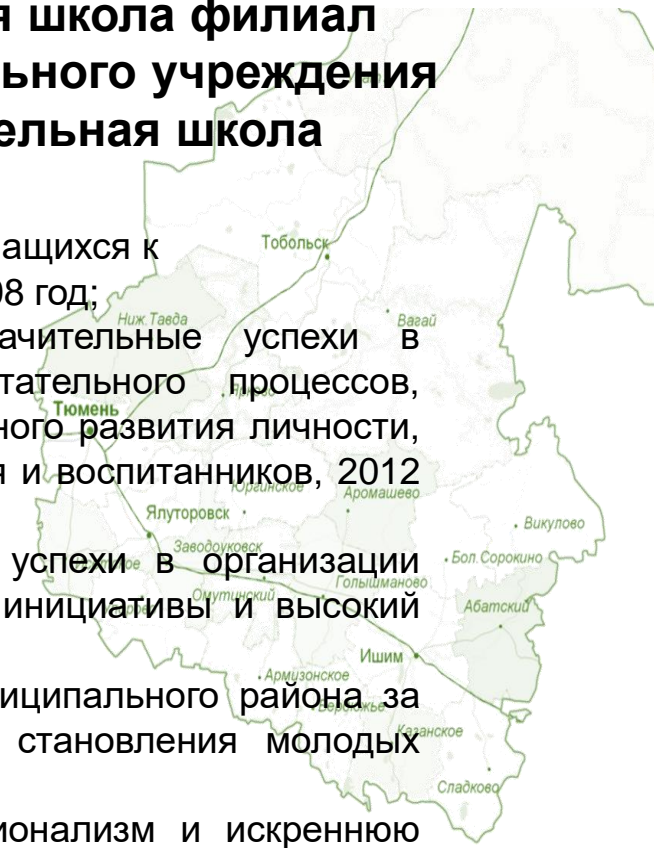 я школа филиал
льного учреждения
ельная школа
ащихся к
08 год;
ачительные успехи в
тательного процессов,
ного развития личности,
я и воспитанников, 2012
успехи в организации
инициативы и высокий
иципального района за
становления молодых
ионализм и искреннюю
Тобольск
Ниж.Тавда
Вагай
Тюмень
Юргинское
Аромашево
Ялуторовск
Викулово
Заводоуковск
Бол.Сорокино
Голышманово
Омутинский
Абатский
Ишим
Армизонское
Бердюжье
Казанское
Сладково